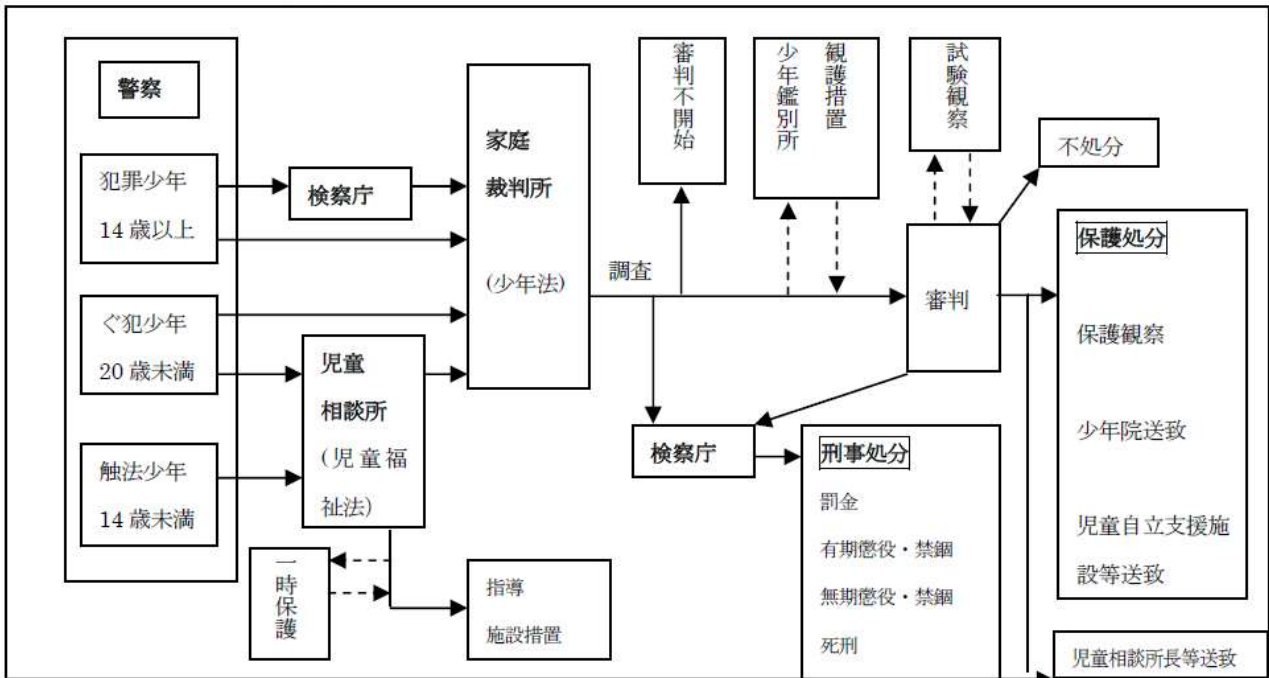 警察
犯罪少年
14歳以上
ぐ犯少年
20歳未満
触法少年
14歳未満
検察庁
児童
相談所
(児童福
祉法)
一時保護
指導
施設措置
家庭
裁判所
(少年法)
調査
審判不開始
観護措置
少年鑑別所
試験観察
審判
不処分
検察庁
刑事処分
罰金
有期懲役・禁錮
無期懲役・禁錮
死刑
保護処分
保護観察
少年院送致
児童自立支援施
設等送致
児童相談所長等送致